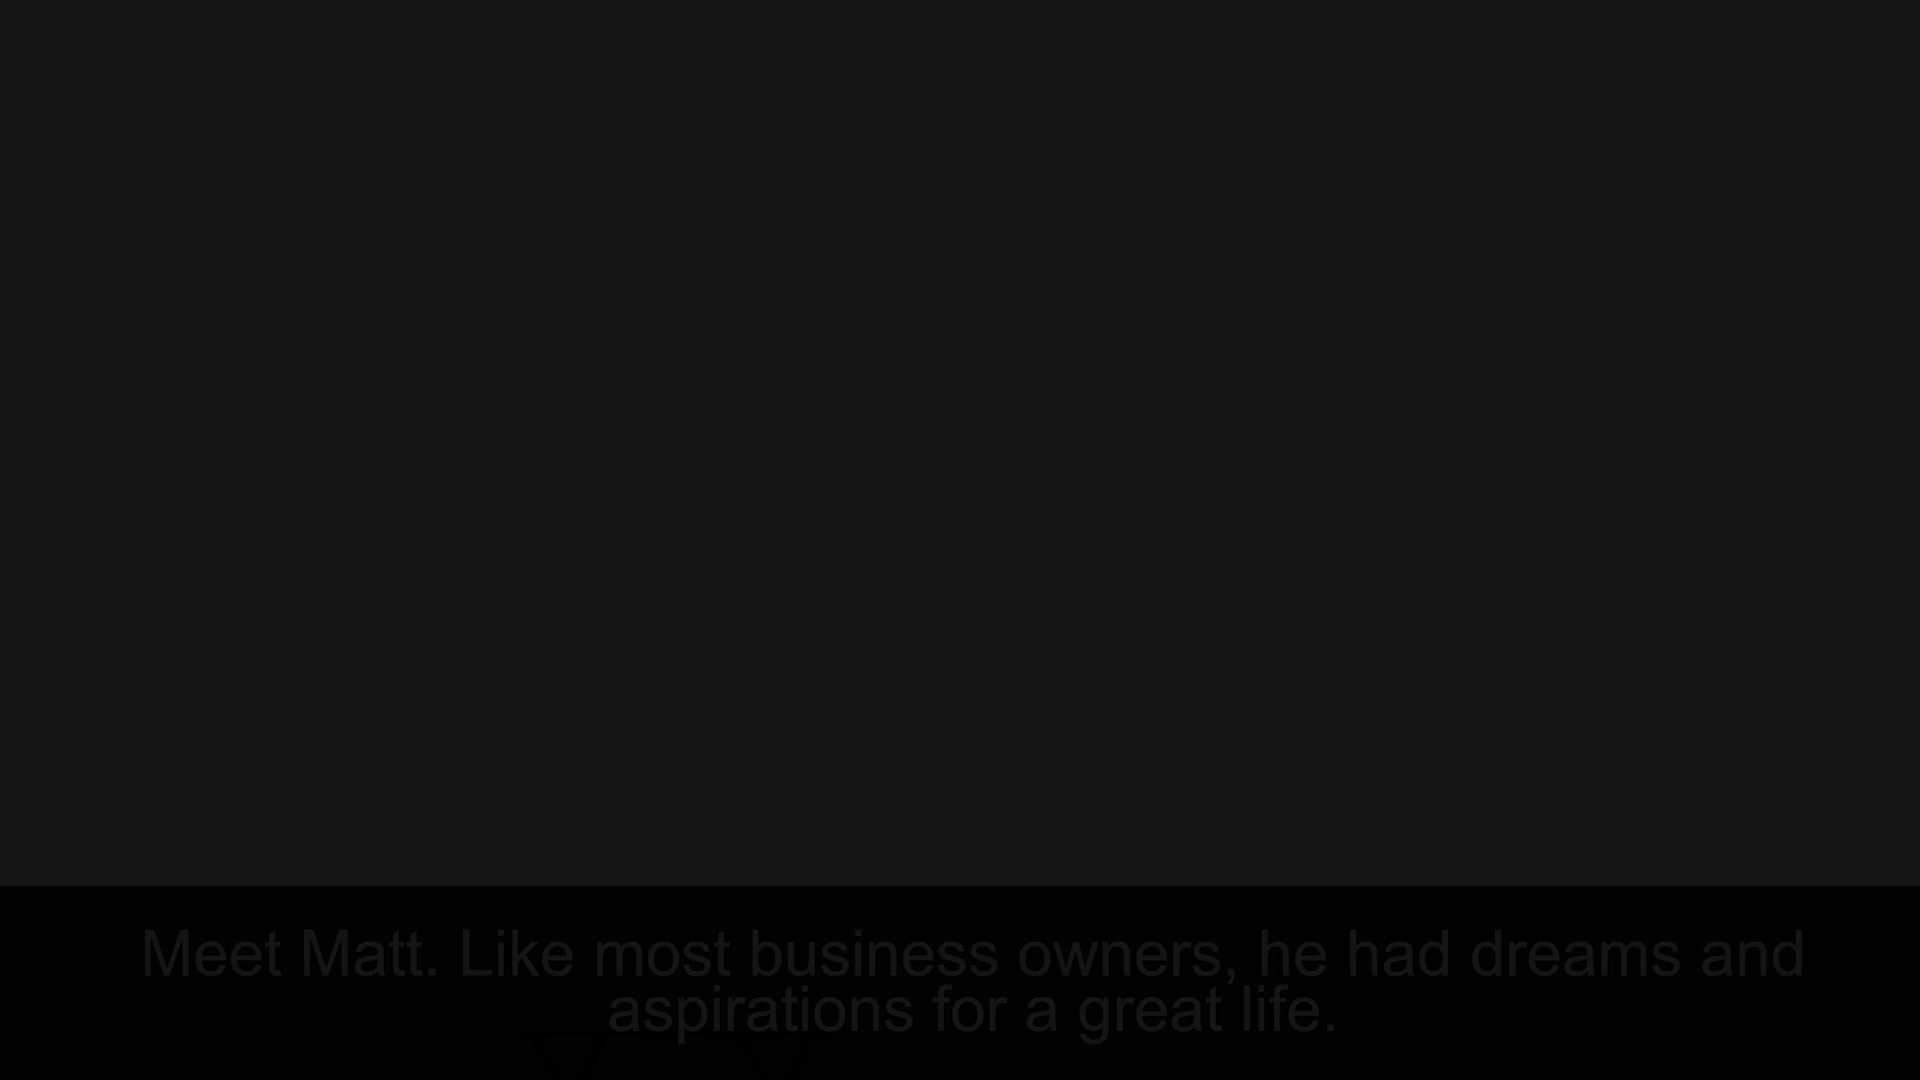 Meet Matt. Like most business owners, he had dreams and
aspirations for a great life.